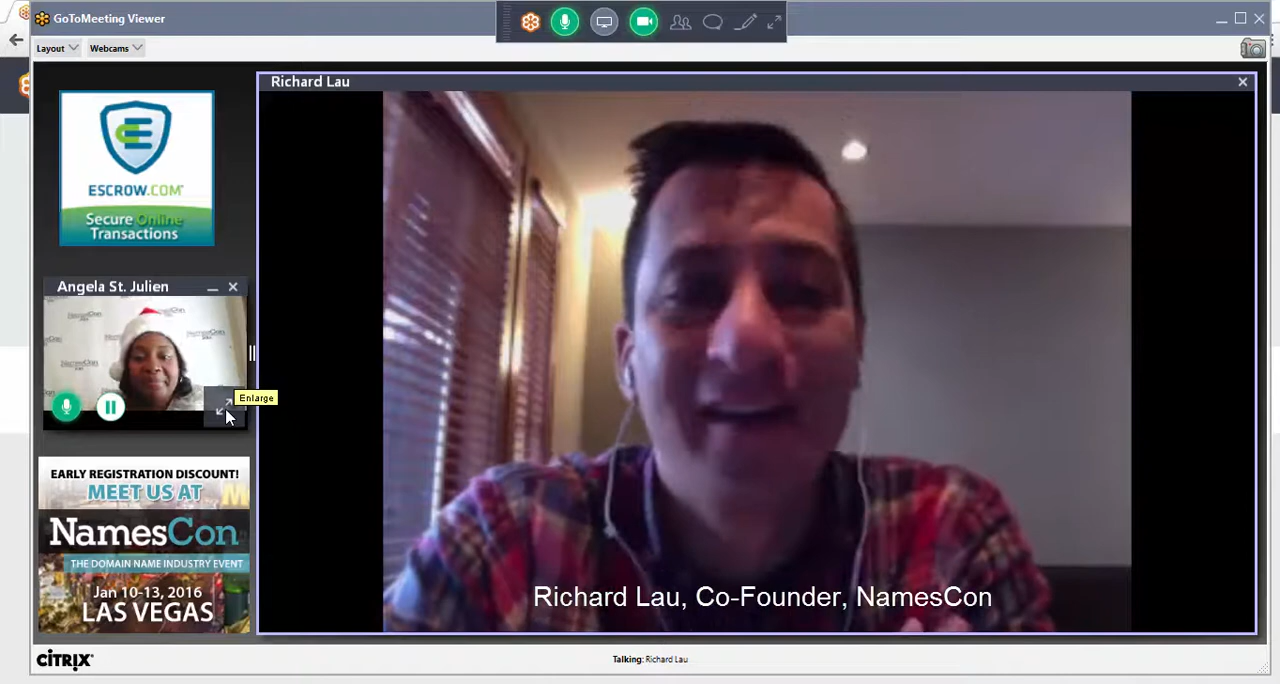 GoToMeeting Viewer
Layout
Webcams
Richard Lau
ESCROW.COM®
Secure Online
Transactions
Angela St. Julien
NamesCon
NamesCon
Enlarge
EARLY REGISTRATION DISCOUNT!
MEET US AT
NamesCon
THE DOMAIN NAME INDUSTRY EVENT
Jan 10-13, 2016
LAS VEGAS
Richard Lau, Co-Founder, NamesCon
CiTRIX®
Talking: Richard Lau